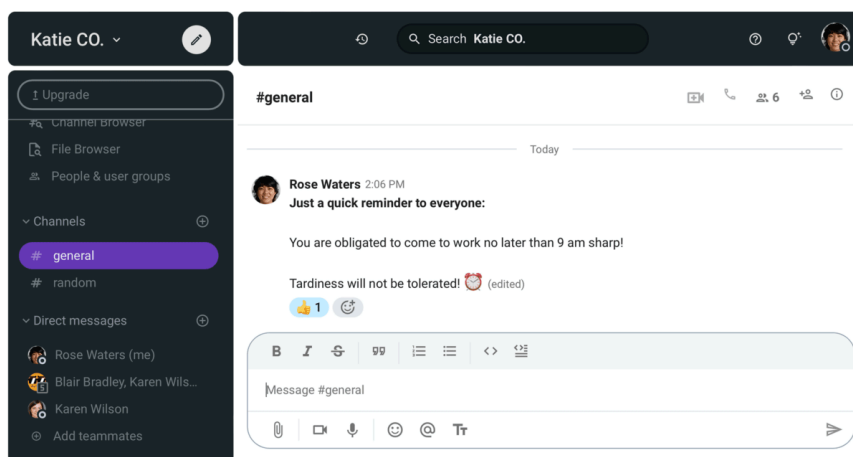 Katie CO.
Search Katie CO.
Upgrade
Channel Browser
File Browser
People & user groups
Channels
# general
# random
Direct messages
Rose Waters (me)
Blair Bradley, Karen Wils...
5
Karen Wilson
Add teammates
#general
6
Today
Rose Waters 2:06 PM
Just a quick reminder to everyone:
You are obligated to come to work no later than 9 am sharp!
Tardiness will not be tolerated! ⏰ (edited)
👍 1
B I S
Message #general
@ TT